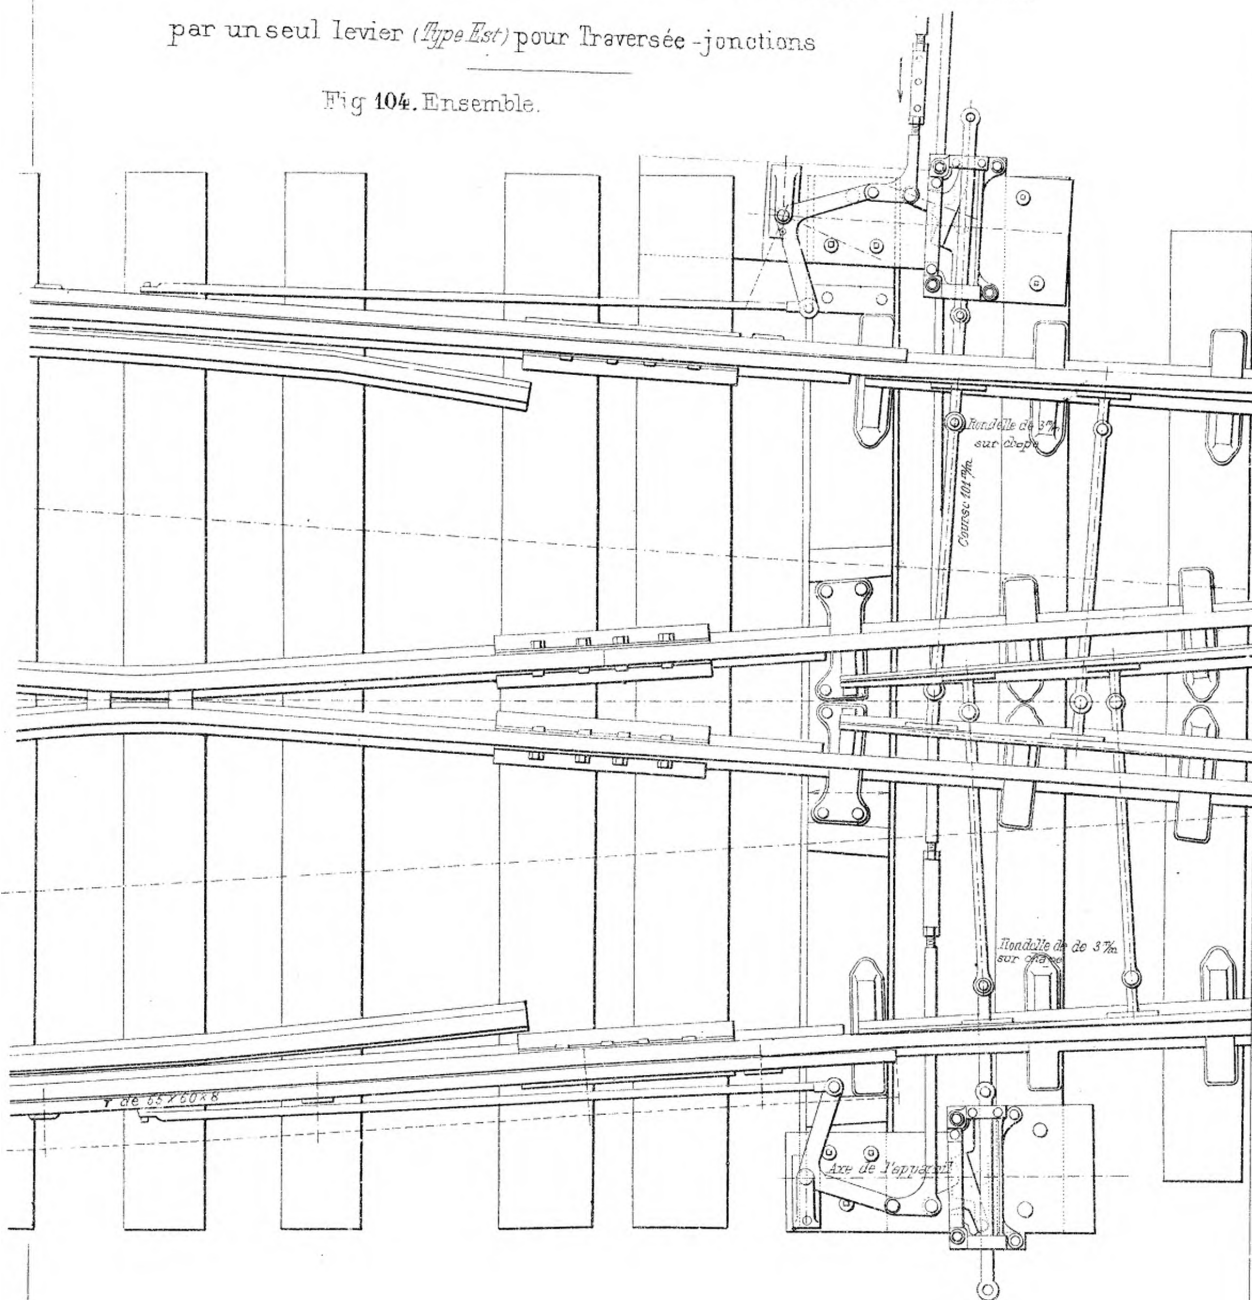 par un seul levier (Type Est) pour Traversée-jonctions
Fig 104. Ensemble.
Rondelle de 3 m/m
sur chape
Course 101 m/m
Rondelle de de 3 m/m
sur chape
r de 65 x 60 x 8
Axe de l'appareil